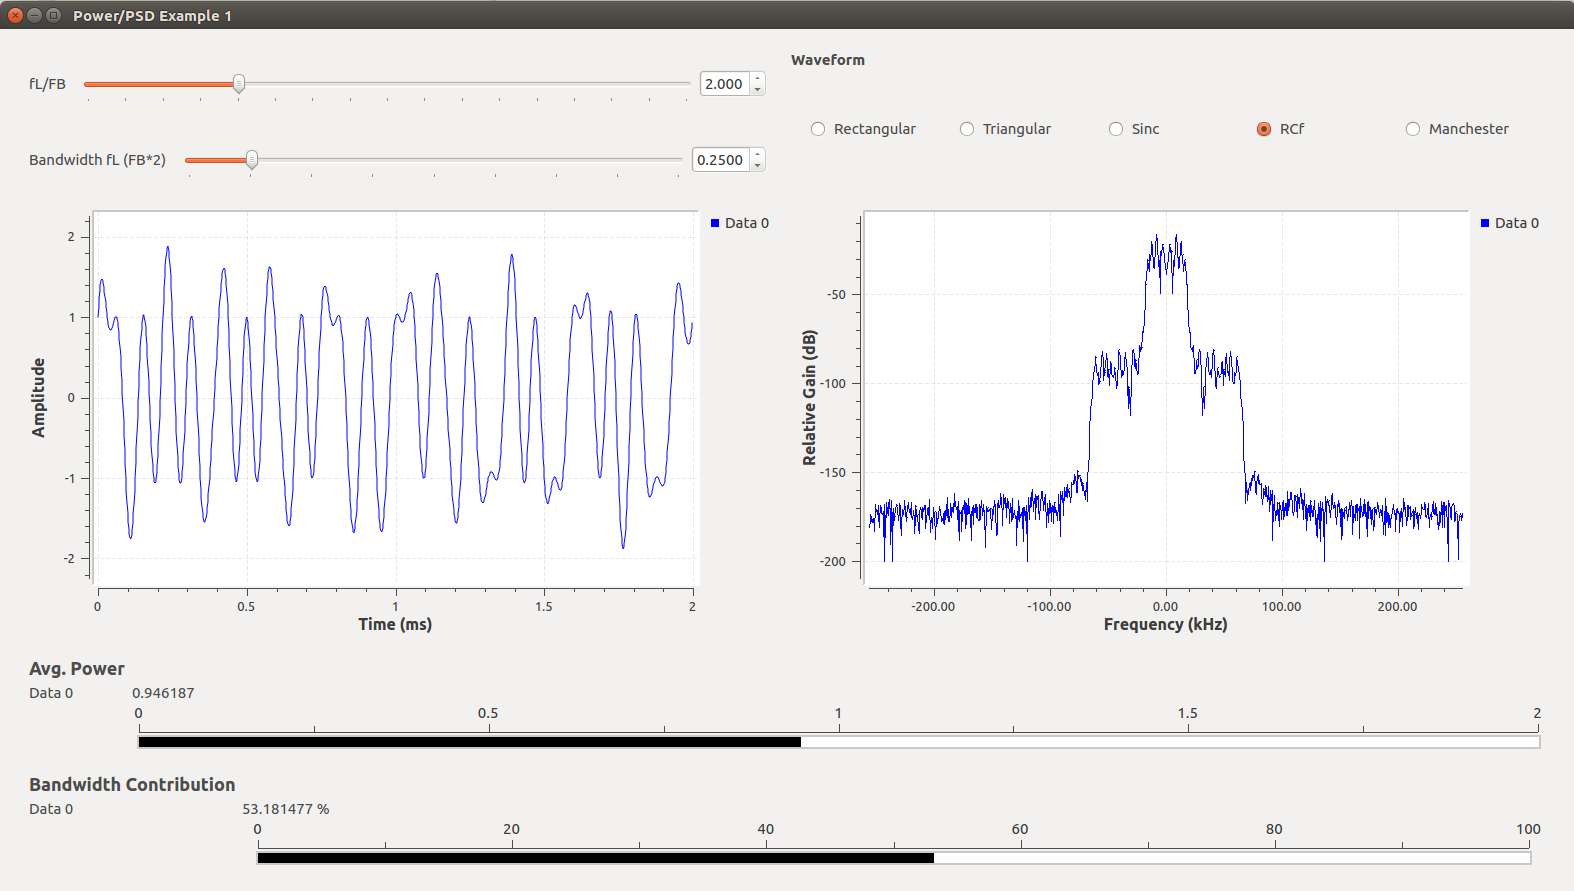 Power/PSD Example 1
fL/FB 2.000
Waveform
Rectangular Triangular Sinc RCf Manchester
Bandwidth fL (FB*2) 0.2500
Data 0
2
1
0
-1
-2
Amplitude
0 0.5 1 1.5 2
Time (ms)
Data 0
-50
-100
-150
-200
Relative Gain (dB)
-200.00 -100.00 0.00 100.00 200.00
Frequency (kHz)
Avg. Power
Data 0 0.946187
0 0.5 1 1.5 2
Bandwidth Contribution
Data 0 53.181477 %
0 20 40 60 80 100